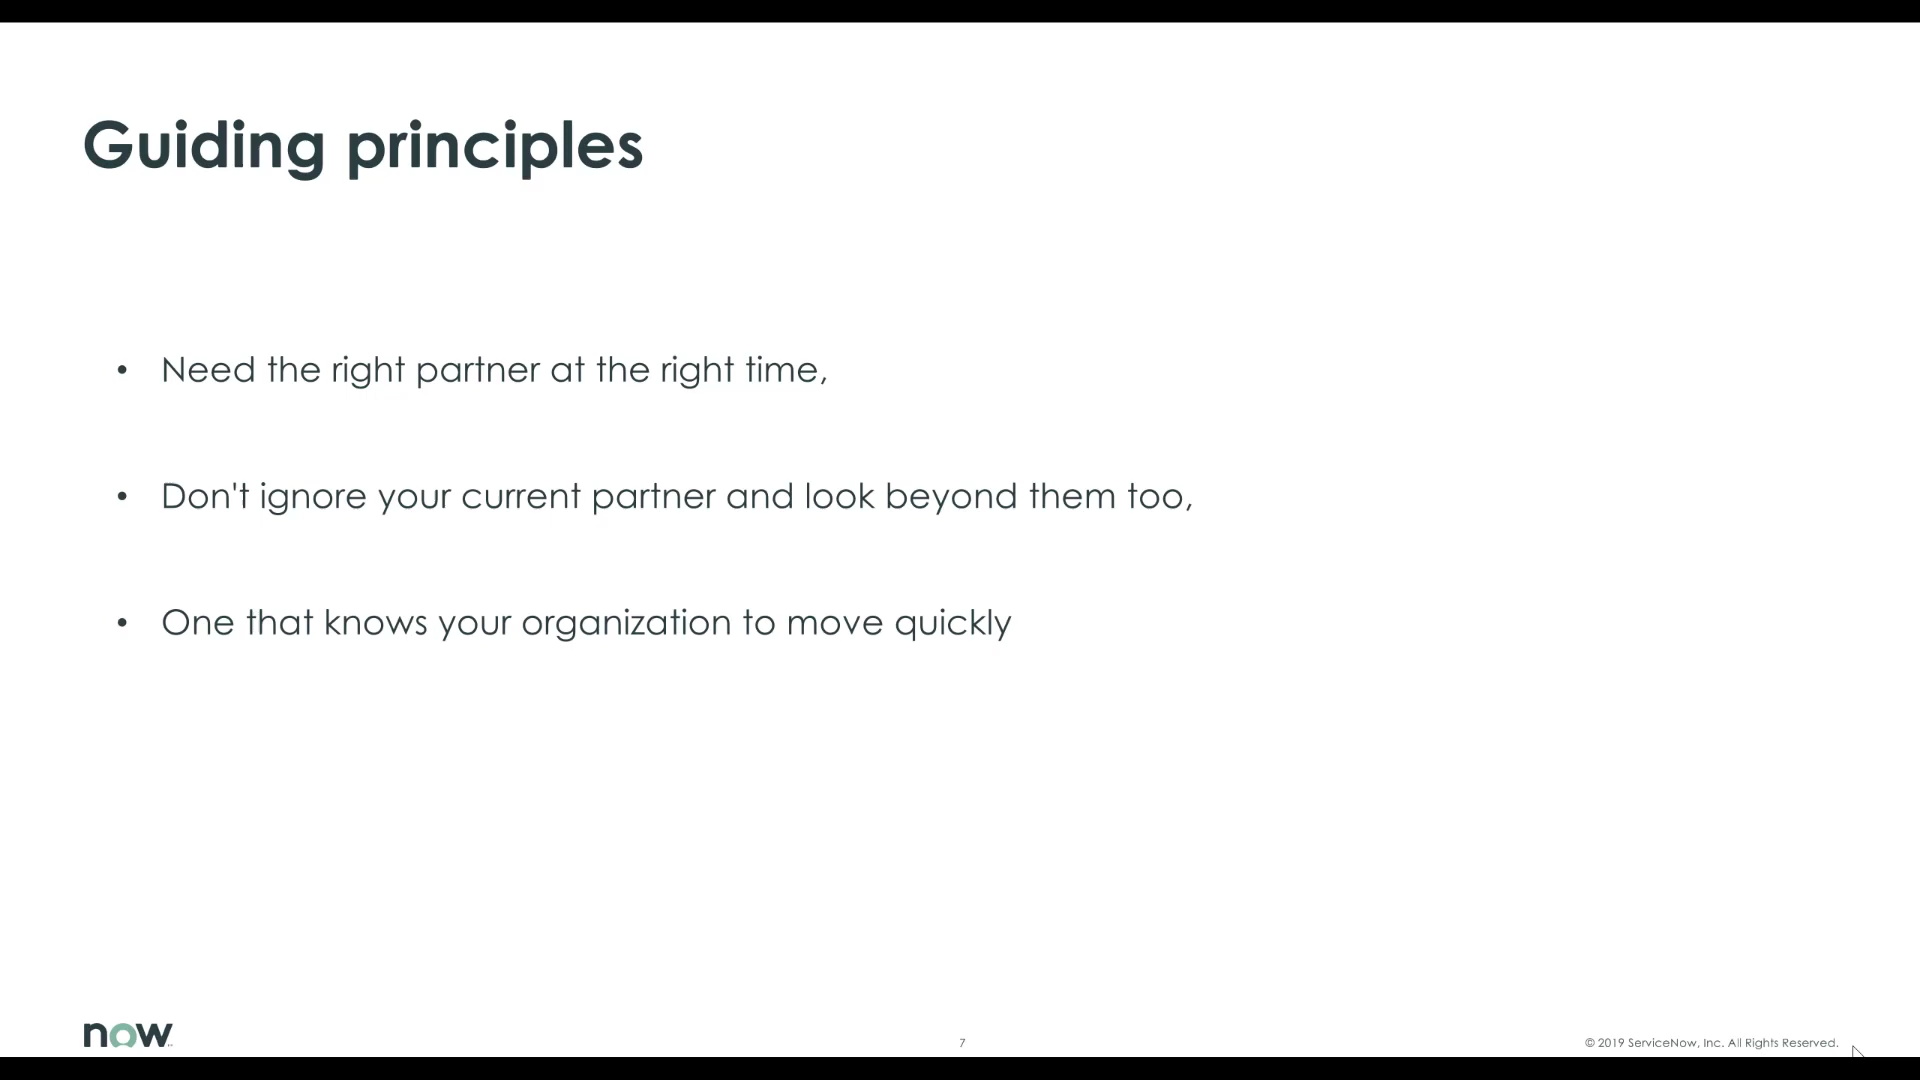 Guiding principles
• Need the right partner at the right time,
• Don't ignore your current partner and look beyond them too,
• One that knows your organization to move quickly
now
7
© 2019 ServiceNow, Inc. All Rights Reserved.